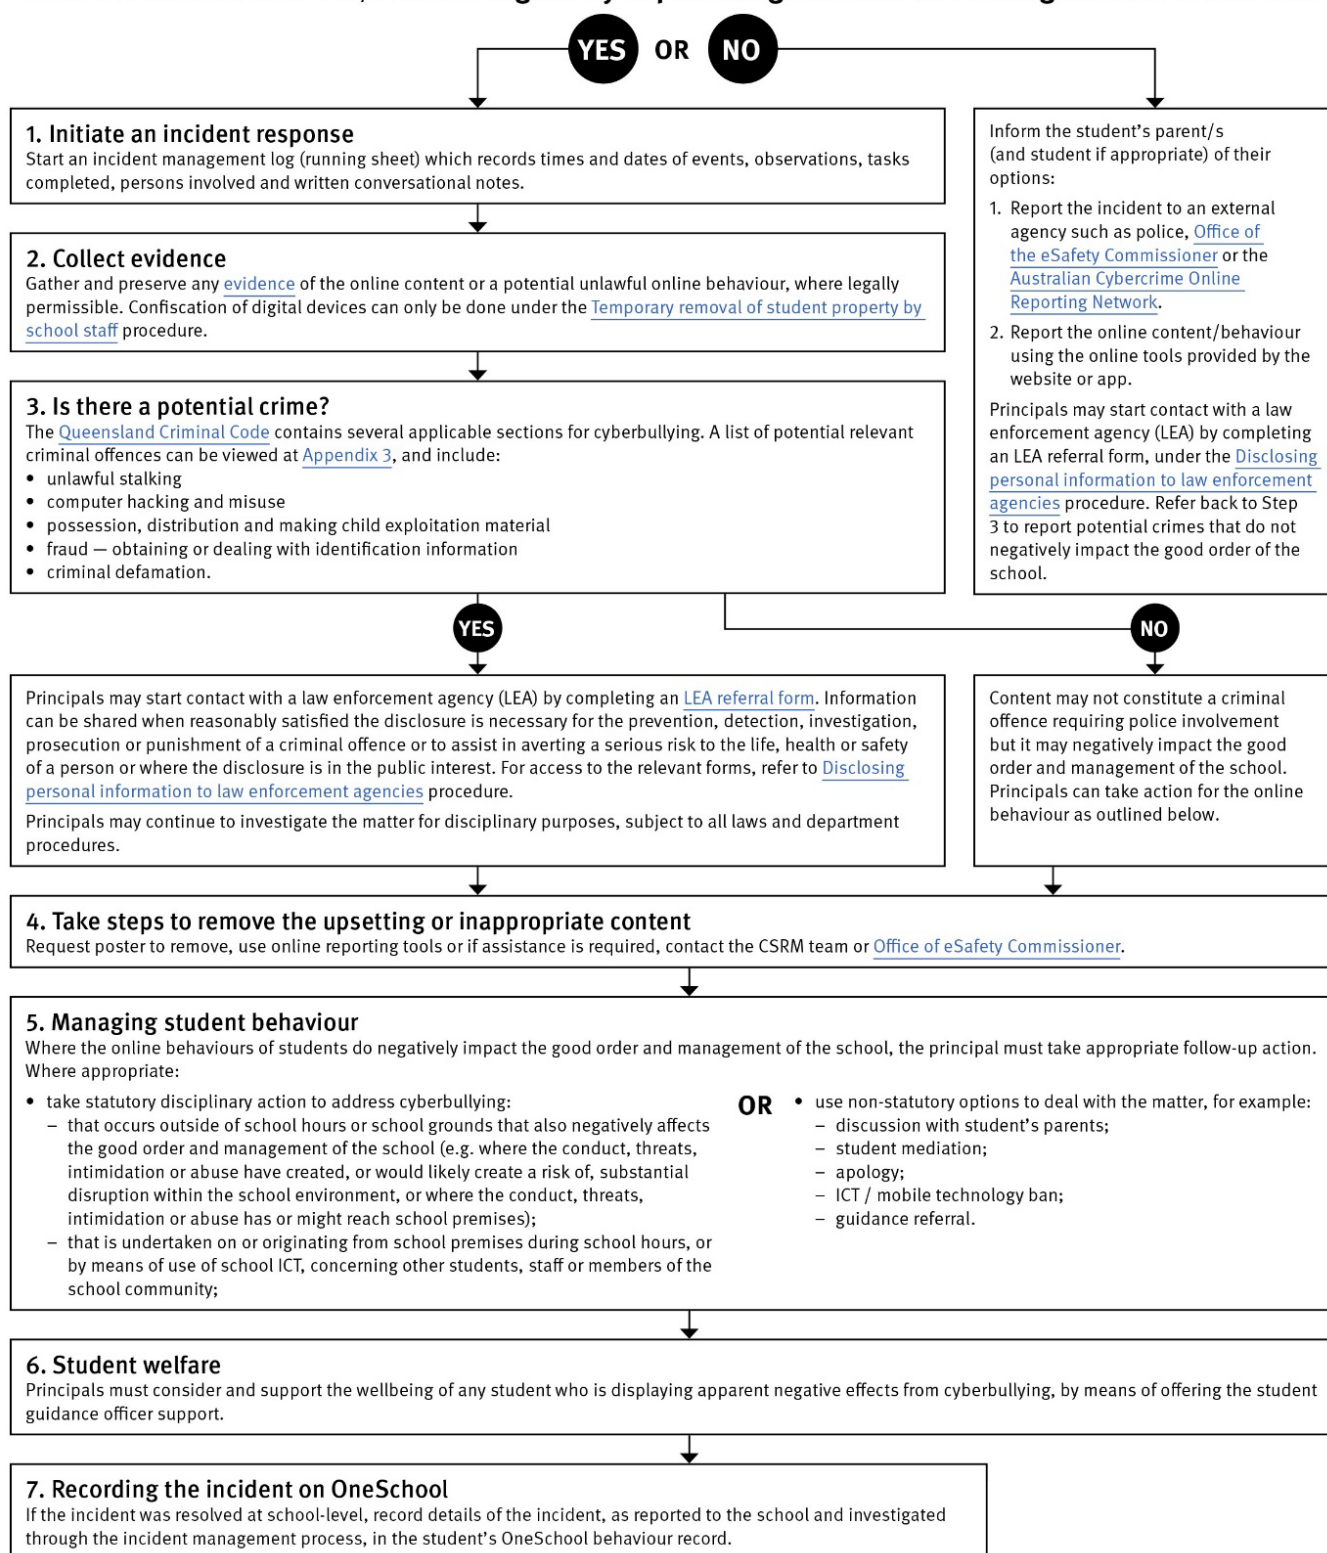 YES OR NO
1. Initiate an incident response
Start an incident management log (running sheet) which records times and dates of events, observations, tasks
completed, persons involved and written conversational notes.
2. Collect evidence
Gather and preserve any evidence of the online content or a potential unlawful online behaviour, where legally
permissible. Confiscation of digital devices can only be done under the Temporary removal of student property by
school staff procedure.
3. Is there a potential crime?
The Queensland Criminal Code contains several applicable sections for cyberbullying. A list of potential relevant
criminal offences can be viewed at Appendix 3, and include:
• unlawful stalking
• computer hacking and misuse
• possession, distribution and making child exploitation material
• fraud — obtaining or dealing with identification information
• criminal defamation.
Inform the student's parent/s
(and student if appropriate) of their
options:
1. Report the incident to an external
agency such as police, Office of
the eSafety Commissioner or the
Australian Cybercrime Online
Reporting Network.
2. Report the online content/behaviour
using the online tools provided by the
website or app.
Principals may start contact with a law
enforcement agency (LEA) by completing
an LEA referral form, under the Disclosing
personal information to law enforcement
agencies procedure. Refer back to Step
3 to report potential crimes that do not
negatively impact the good order of the
school.
YES
NO
Principals may start contact with a law enforcement agency (LEA) by completing an LEA referral form. Information
can be shared when reasonably satisfied the disclosure is necessary for the prevention, detection, investigation,
prosecution or punishment of a criminal offence or to assist in averting a serious risk to the life, health or safety
of a person or where the disclosure is in the public interest. For access to the relevant forms, refer to Disclosing
personal information to law enforcement agencies procedure.
Principals may continue to investigate the matter for disciplinary purposes, subject to all laws and department
procedures.
Content may not constitute a criminal
offence requiring police involvement
but it may negatively impact the good
order and management of the school.
Principals can take action for the online
behaviour as outlined below.
4. Take steps to remove the upsetting or inappropriate content
Request poster to remove, use online reporting tools or if assistance is required, contact the CSRM team or Office of eSafety Commissioner.
5. Managing student behaviour
Where the online behaviours of students do negatively impact the good order and management of the school, the principal must take appropriate follow-up action.
Where appropriate:
• take statutory disciplinary action to address cyberbullying:
– that occurs outside of school hours or school grounds that also negatively affects
the good order and management of the school (e.g. where the conduct, threats,
intimidation or abuse have created, or would likely create a risk of, substantial
disruption within the school environment, or where the conduct, threats,
intimidation or abuse has or might reach school premises);
– that is undertaken on or originating from school premises during school hours, or
by means of use of school ICT, concerning other students, staff or members of the
school community;
OR
• use non-statutory options to deal with the matter, for example:
– discussion with student's parents;
– student mediation;
– apology;
– ICT / mobile technology ban;
– guidance referral.
6. Student welfare
Principals must consider and support the wellbeing of any student who is displaying apparent negative effects from cyberbullying, by means of offering the student
guidance officer support.
7. Recording the incident on OneSchool
If the incident was resolved at school-level, record details of the incident, as reported to the school and investigated
through the incident management process, in the student's OneSchool behaviour record.